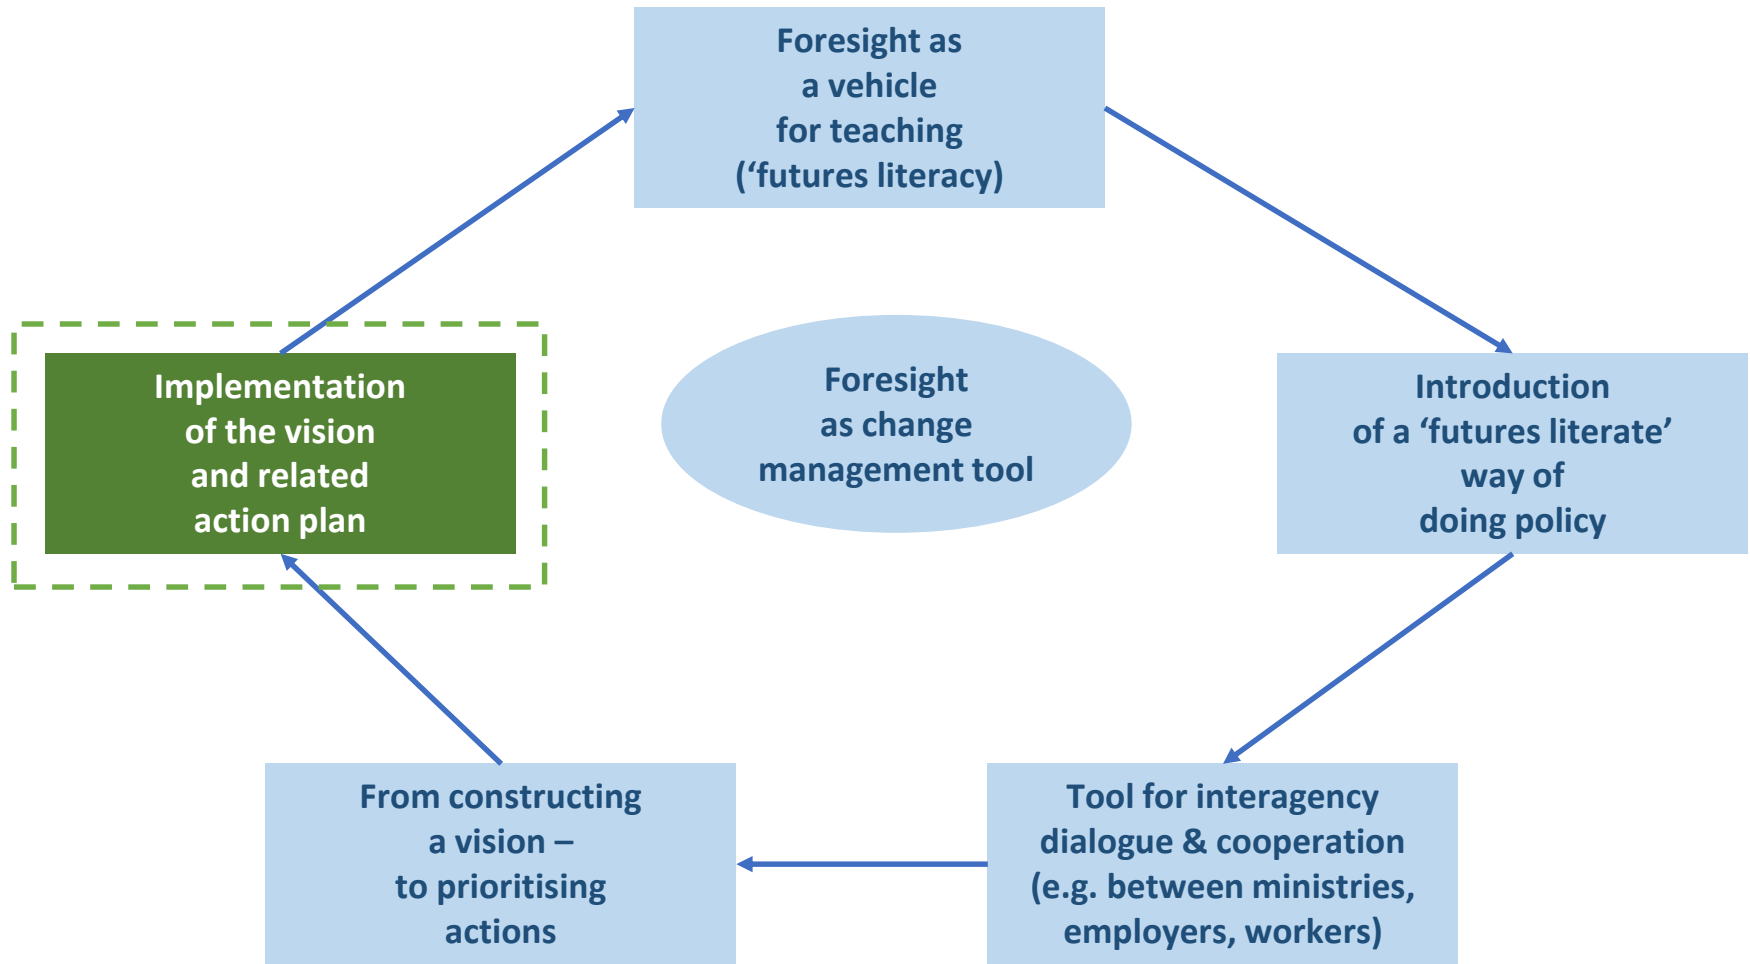 Foresight as
a vehicle
for teaching
(‘futures literacy)
Implementation
of the vision
and related
action plan
Foresight
as change
management tool
Introduction
of a ‘futures literate’
way of
doing policy
From constructing
a vision –
to prioritising
actions
Tool for interagency
dialogue & cooperation
(e.g. between ministries,
employers, workers)